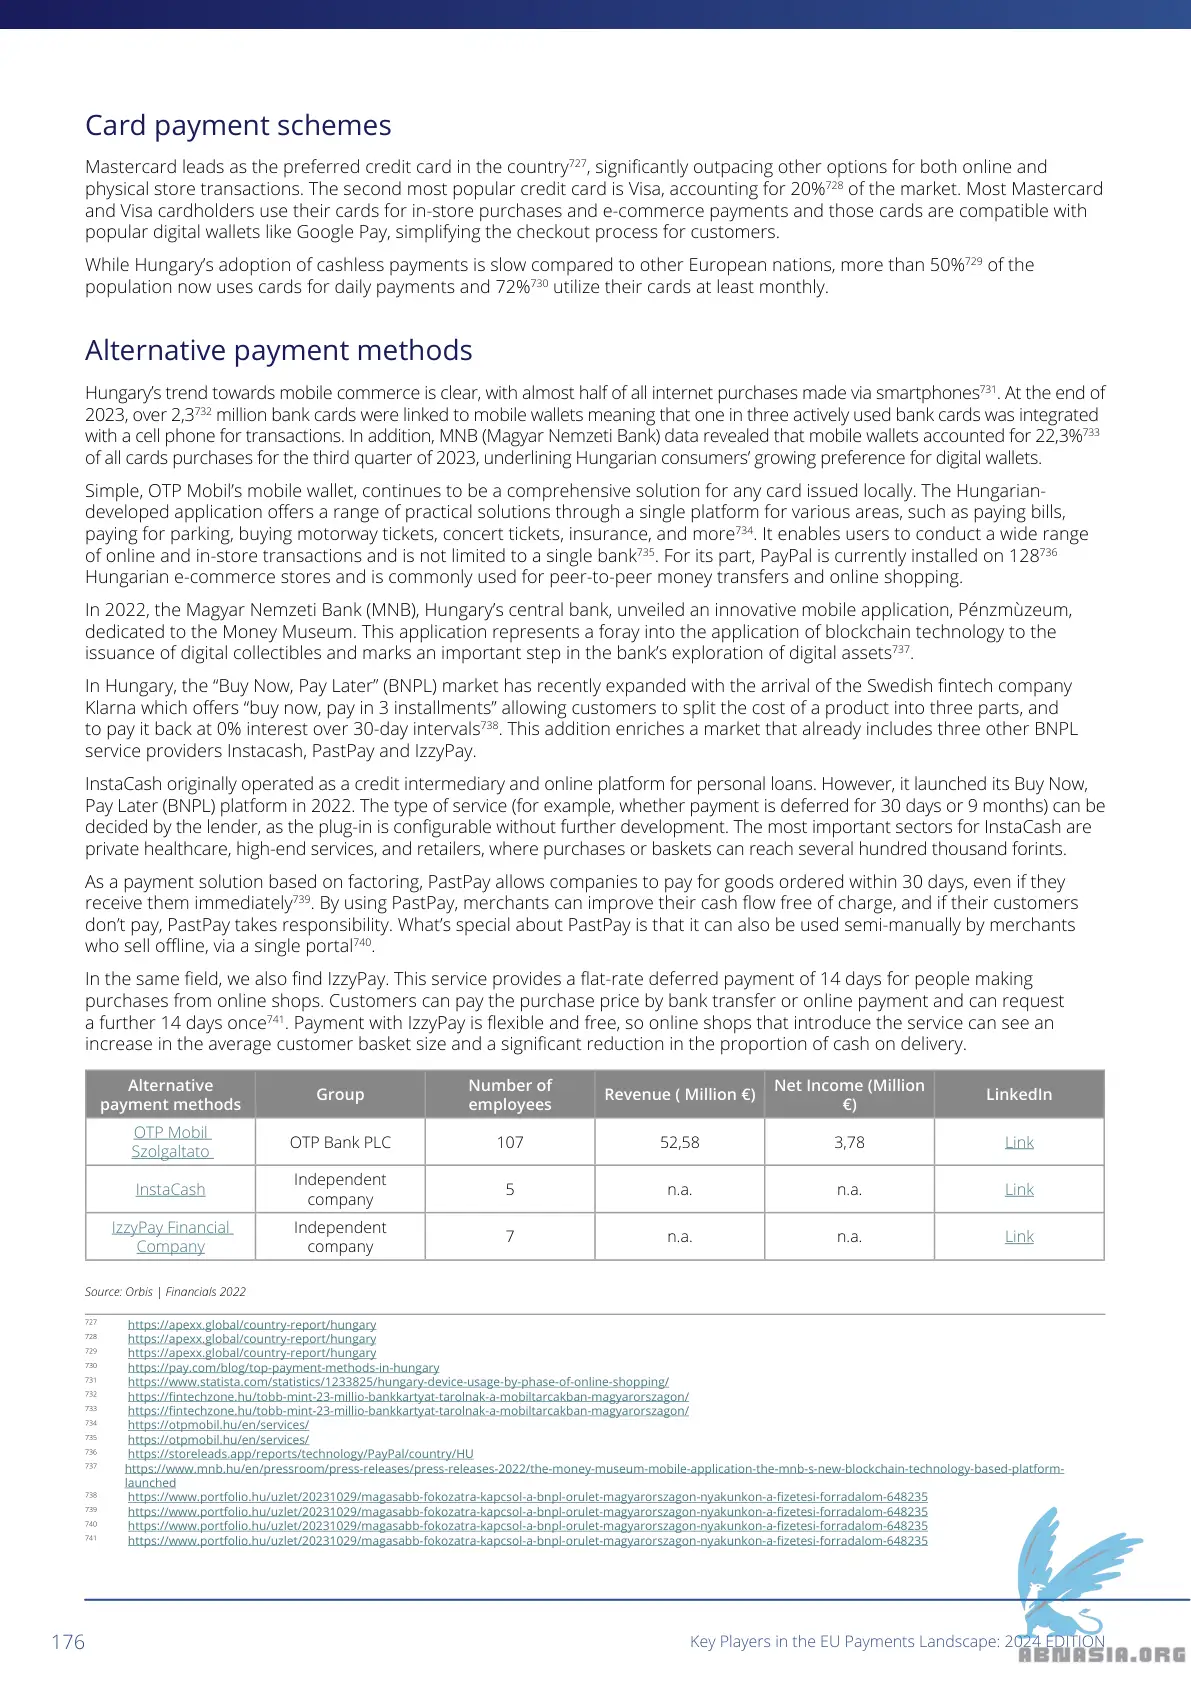 Card payment schemes
Mastercard leads as the preferred credit card in the country727, significantly outpacing other options for both online and
physical store transactions. The second most popular credit card is Visa, accounting for 20%728 of the market. Most Mastercard
and Visa cardholders use their cards for in-store purchases and e-commerce payments and those cards are compatible with
popular digital wallets like Google Pay, simplifying the checkout process for customers.
While Hungary's adoption of cashless payments is slow compared to other European nations, more than 50%729 of the
population now uses cards for daily payments and 72%730 utilize their cards at least monthly.
Alternative payment methods
Hungary's trend towards mobile commerce is clear, with almost half of all internet purchases made via smartphones731. At the end of
2023, over 2,3732 million bank cards were linked to mobile wallets meaning that one in three actively used bank cards was integrated
with a cell phone for transactions. In addition, MNB (Magyar Nemzeti Bank) data revealed that mobile wallets accounted for 22,3%733
of all cards purchases for the third quarter of 2023, underlining Hungarian consumers' growing preference for digital wallets.
Simple, OTP Mobil's mobile wallet, continues to be a comprehensive solution for any card issued locally. The Hungarian-
developed application offers a range of practical solutions through a single platform for various areas, such as paying bills,
paying for parking, buying motorway tickets, concert tickets, insurance, and more734. It enables users to conduct a wide range
of online and in-store transactions and is not limited to a single bank735. For its part, PayPal is currently installed on 128736
Hungarian e-commerce stores and is commonly used for peer-to-peer money transfers and online shopping.
In 2022, the Magyar Nemzeti Bank (MNB), Hungary's central bank, unveiled an innovative mobile application, Pénzmùzeum,
dedicated to the Money Museum. This application represents a foray into the application of blockchain technology to the
issuance of digital collectibles and marks an important step in the bank's exploration of digital assets737.
In Hungary, the "Buy Now, Pay Later" (BNPL) market has recently expanded with the arrival of the Swedish fintech company
Klarna which offers "buy now, pay in 3 installments" allowing customers to split the cost of a product into three parts, and
to pay it back at 0% interest over 30-day intervals738. This addition enriches a market that already includes three other BNPL
service providers Instacash, PastPay and IzzyPay.
InstaCash originally operated as a credit intermediary and online platform for personal loans. However, it launched its Buy Now,
Pay Later (BNPL) platform in 2022. The type of service (for example, whether payment is deferred for 30 days or 9 months) can be
decided by the lender, as the plug-in is configurable without further development. The most important sectors for InstaCash are
private healthcare, high-end services, and retailers, where purchases or baskets can reach several hundred thousand forints.
As a payment solution based on factoring, PastPay allows companies to pay for goods ordered within 30 days, even if they
receive them immediately739. By using PastPay, merchants can improve their cash flow free of charge, and if their customers
don't pay, PastPay takes responsibility. What's special about PastPay is that it can also be used semi-manually by merchants
who sell offline, via a single portal740.
In the same field, we also find IzzyPay. This service provides a flat-rate deferred payment of 14 days for people making
purchases from online shops. Customers can pay the purchase price by bank transfer or online payment and can request
a further 14 days once741. Payment with IzzyPay is flexible and free, so online shops that introduce the service can see an
increase in the average customer basket size and a significant reduction in the proportion of cash on delivery.
Alternative payment methods | Group | Number of employees | Revenue ( Million €) | Net Income (Million €) | LinkedIn
OTP Mobil Szolgaltato | OTP Bank PLC | 107 | 52,58 | 3,78 | Link
InstaCash | Independent company | 5 | n.a. | n.a. | Link
IzzyPay Financial Company | Independent company | 7 | n.a. | n.a. | Link
Source: Orbis | Financials 2022
727 https://apexx.global/country-report/hungary
728 https://apexx.global/country-report/hungary
729 https://apexx.global/country-report/hungary
730 https://pay.com/blog/top-payment-methods-in-hungary
731 https://www.statista.com/statistics/1233825/hungary-device-usage-by-phase-of-online-shopping/
732 https://fintechzone.hu/tobb-mint-23-millio-bankkartyat-tarolnak-a-mobiltarcakban-magyarorszagon/
733 https://fintechzone.hu/tobb-mint-23-millio-bankkartyat-tarolnak-a-mobiltarcakban-magyarorszagon/
734 https://otpmobil.hu/en/services/
735 https://otpmobil.hu/en/services/
736 https://storeleads.app/reports/technology/PayPal/country/HU
737 https://www.mnb.hu/en/pressroom/press-releases/press-releases-2022/the-money-museum-mobile-application-the-mnb-s-new-blockchain-technology-based-platform-
launched
738 https://www.portfolio.hu/uzlet/20231029/magasabb-fokozatra-kapcsol-a-bnpl-orulet-magyarorszagon-nyakunkon-a-fizetesi-forradalom-648235
739 https://www.portfolio.hu/uzlet/20231029/magasabb-fokozatra-kapcsol-a-bnpl-orulet-magyarorszagon-nyakunkon-a-fizetesi-forradalom-648235
740 https://www.portfolio.hu/uzlet/20231029/magasabb-fokozatra-kapcsol-a-bnpl-orulet-magyarorszagon-nyakunkon-a-fizetesi-forradalom-648235
741 https://www.portfolio.hu/uzlet/20231029/magasabb-fokozatra-kapcsol-a-bnpl-orulet-magyarorszagon-nyakunkon-a-fizetesi-forradalom-648235
176
Key Players in the EU Payments Landscape: 2024 EDITION
ABNASIA.ORG